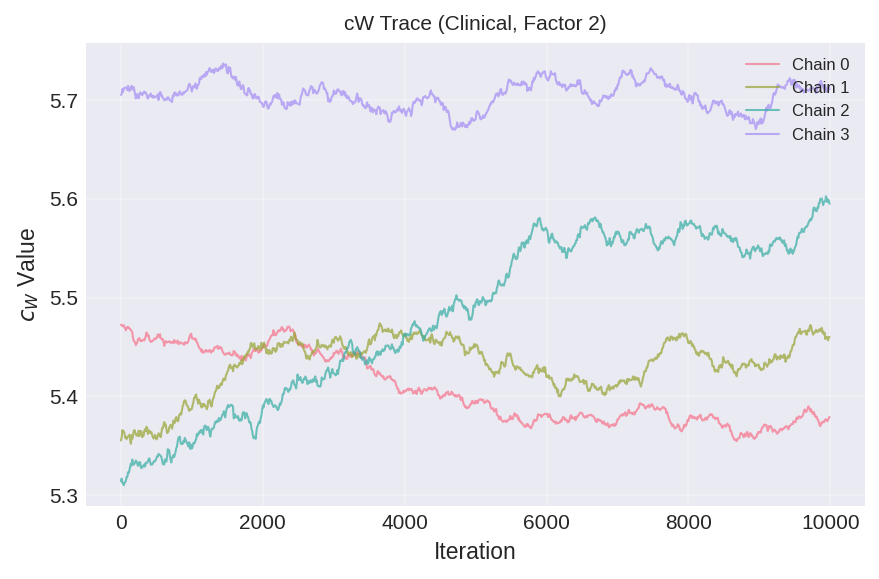 cW Trace (Clinical, Factor 2)
Chain 0
Chain 1
Chain 2
Chain 3
5.7
5.6
5.5
5.4
5.3
c_W Value
0 2000 4000 6000 8000 10000
Iteration